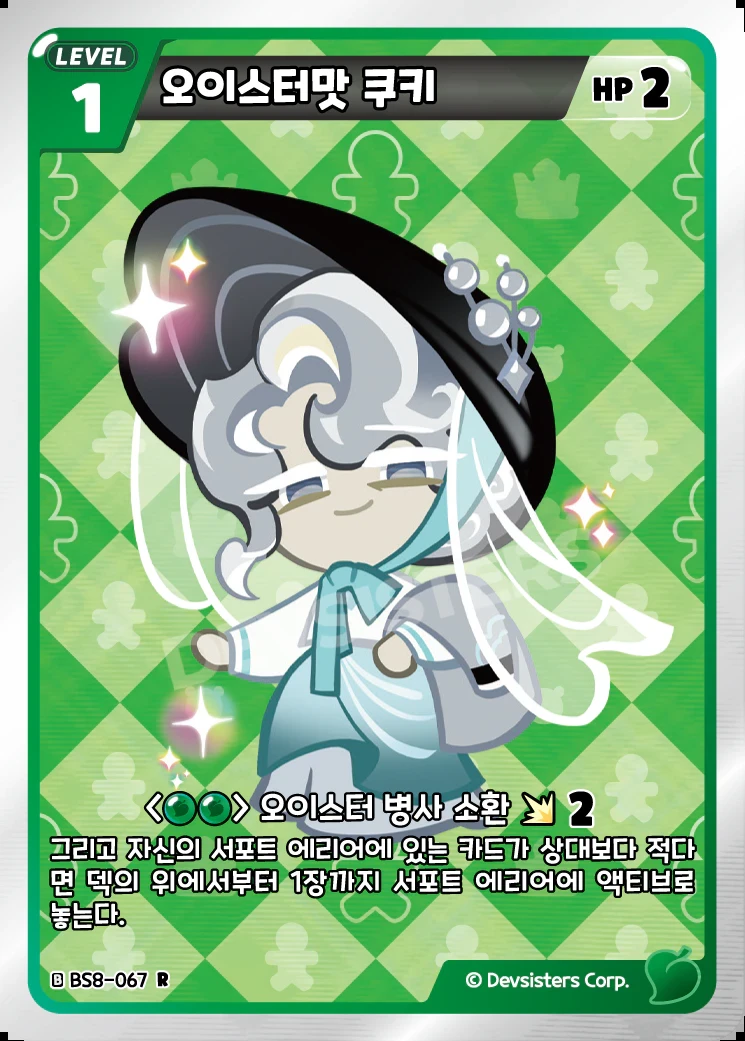 LEVEL
1
오이스터맛 쿠키
HP 2
DEVSISTERS
< > 오이스터 병사 소환 2
그리고 자신의 서포트 에리어에 있는 카드가 상대보다 적다
면 덱의 위에서부터 1장까지 서포트 에리어에 액티브로
놓는다.
B BS8-067 R
© Devsisters Corp.